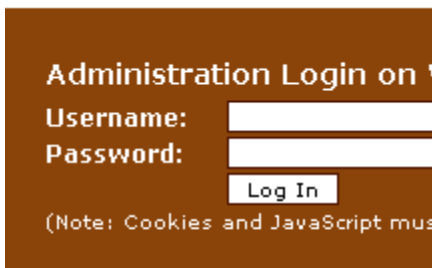 Administration Login on
Username:
Password:
Log In
(Note: Cookies and JavaScript mus